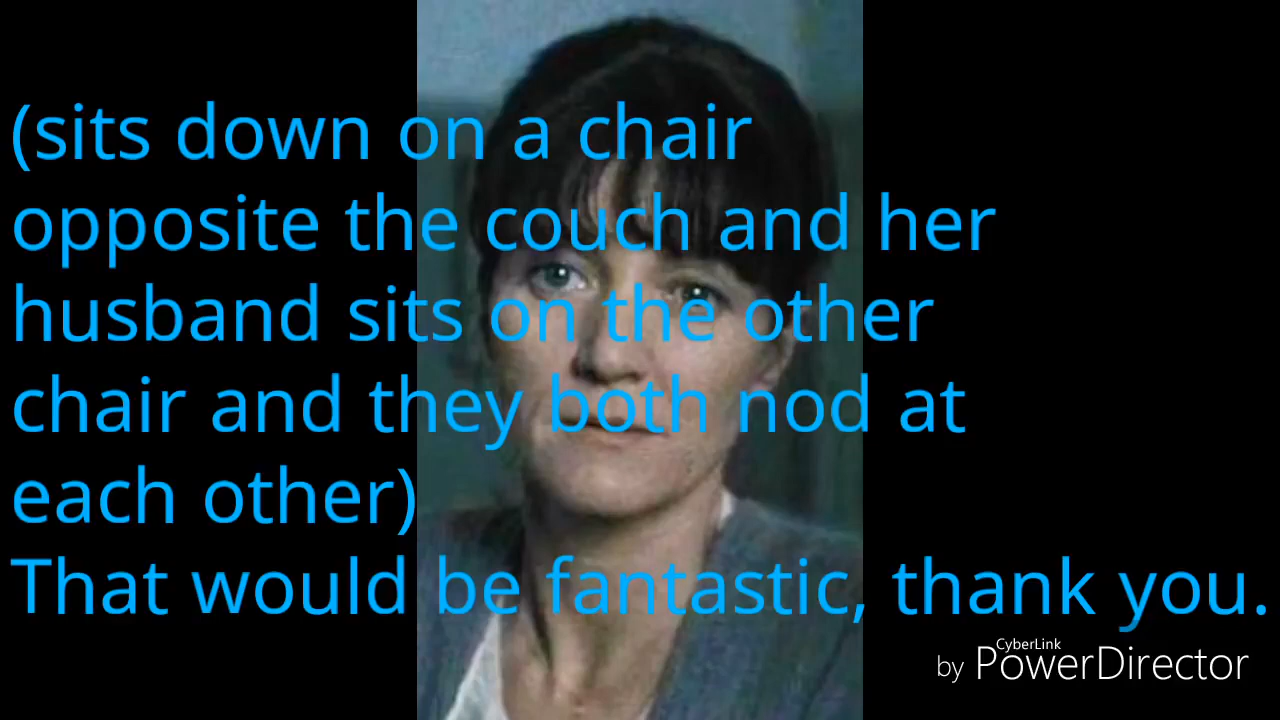 (sits down on a chair
opposite the couch and her
husband sits on the other
chair and they both nod at
each other)
That would be fantastic, thank you.
CyberLink
by PowerDirector